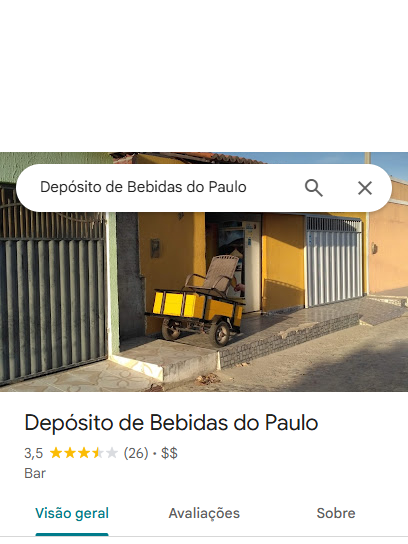 Depósito de Bebidas do Paulo
Depósito de Bebidas do Paulo
3,5 (26) • $$
Bar
Visão geral Avaliações Sobre